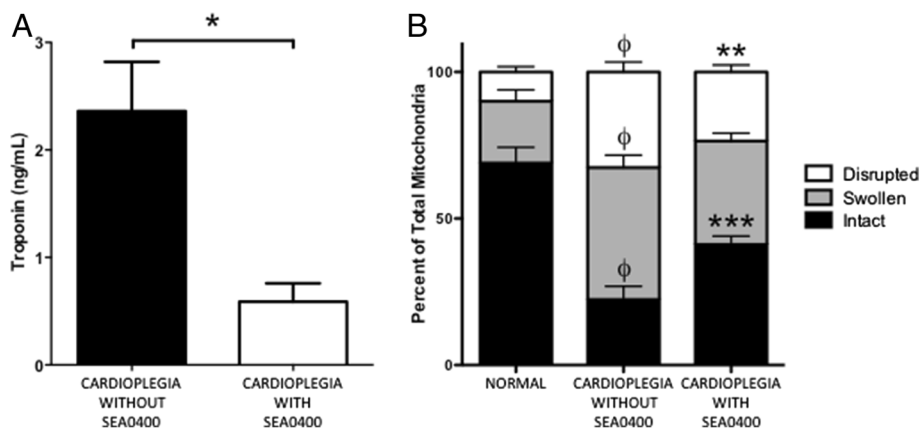 A
B
Troponin (ng/mL)
3
2
1
0
*
CARDIOPLEGIA
WITHOUT
SEA0400
CARDIOPLEGIA
WITH
SEA0400
Percent of Total Mitochondria
100
50
0
ϕ
ϕ
ϕ
**
***
NORMAL
CARDIOPLEGIA
WITHOUT
SEA0400
CARDIOPLEGIA
WITH
SEA0400
Disrupted
Swollen
Intact